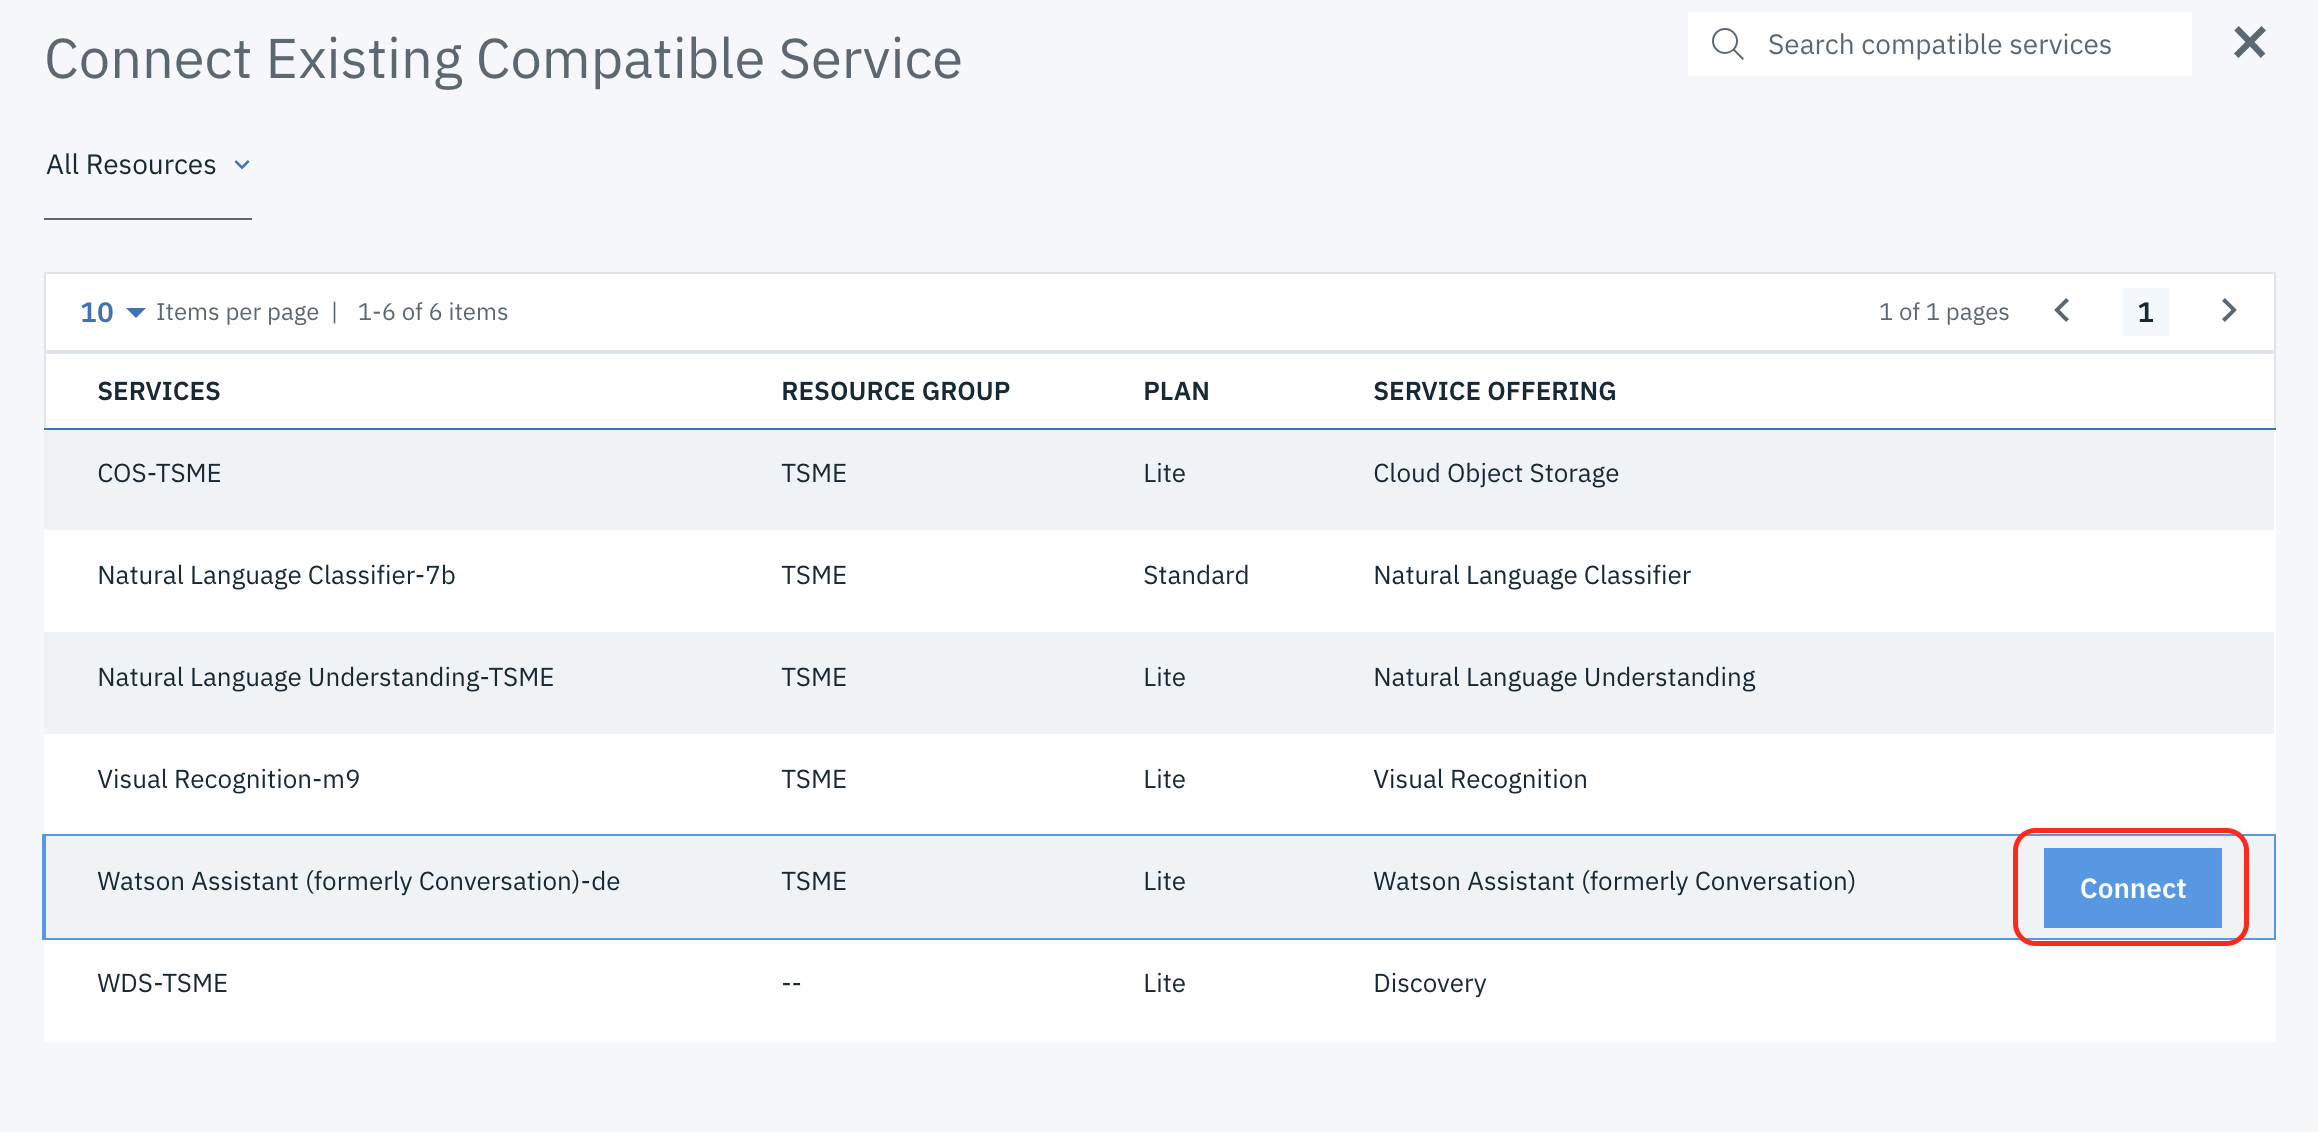 Connect Existing Compatible Service
Search compatible services
All Resources
10 Items per page | 1-6 of 6 items 1 of 1 pages 1
SERVICES RESOURCE GROUP PLAN SERVICE OFFERING
COS-TSME TSME Lite Cloud Object Storage
Natural Language Classifier-7b TSME Standard Natural Language Classifier
Natural Language Understanding-TSME TSME Lite Natural Language Understanding
Visual Recognition-m9 TSME Lite Visual Recognition
Watson Assistant (formerly Conversation)-de TSME Lite Watson Assistant (formerly Conversation) Connect
WDS-TSME -- Lite Discovery